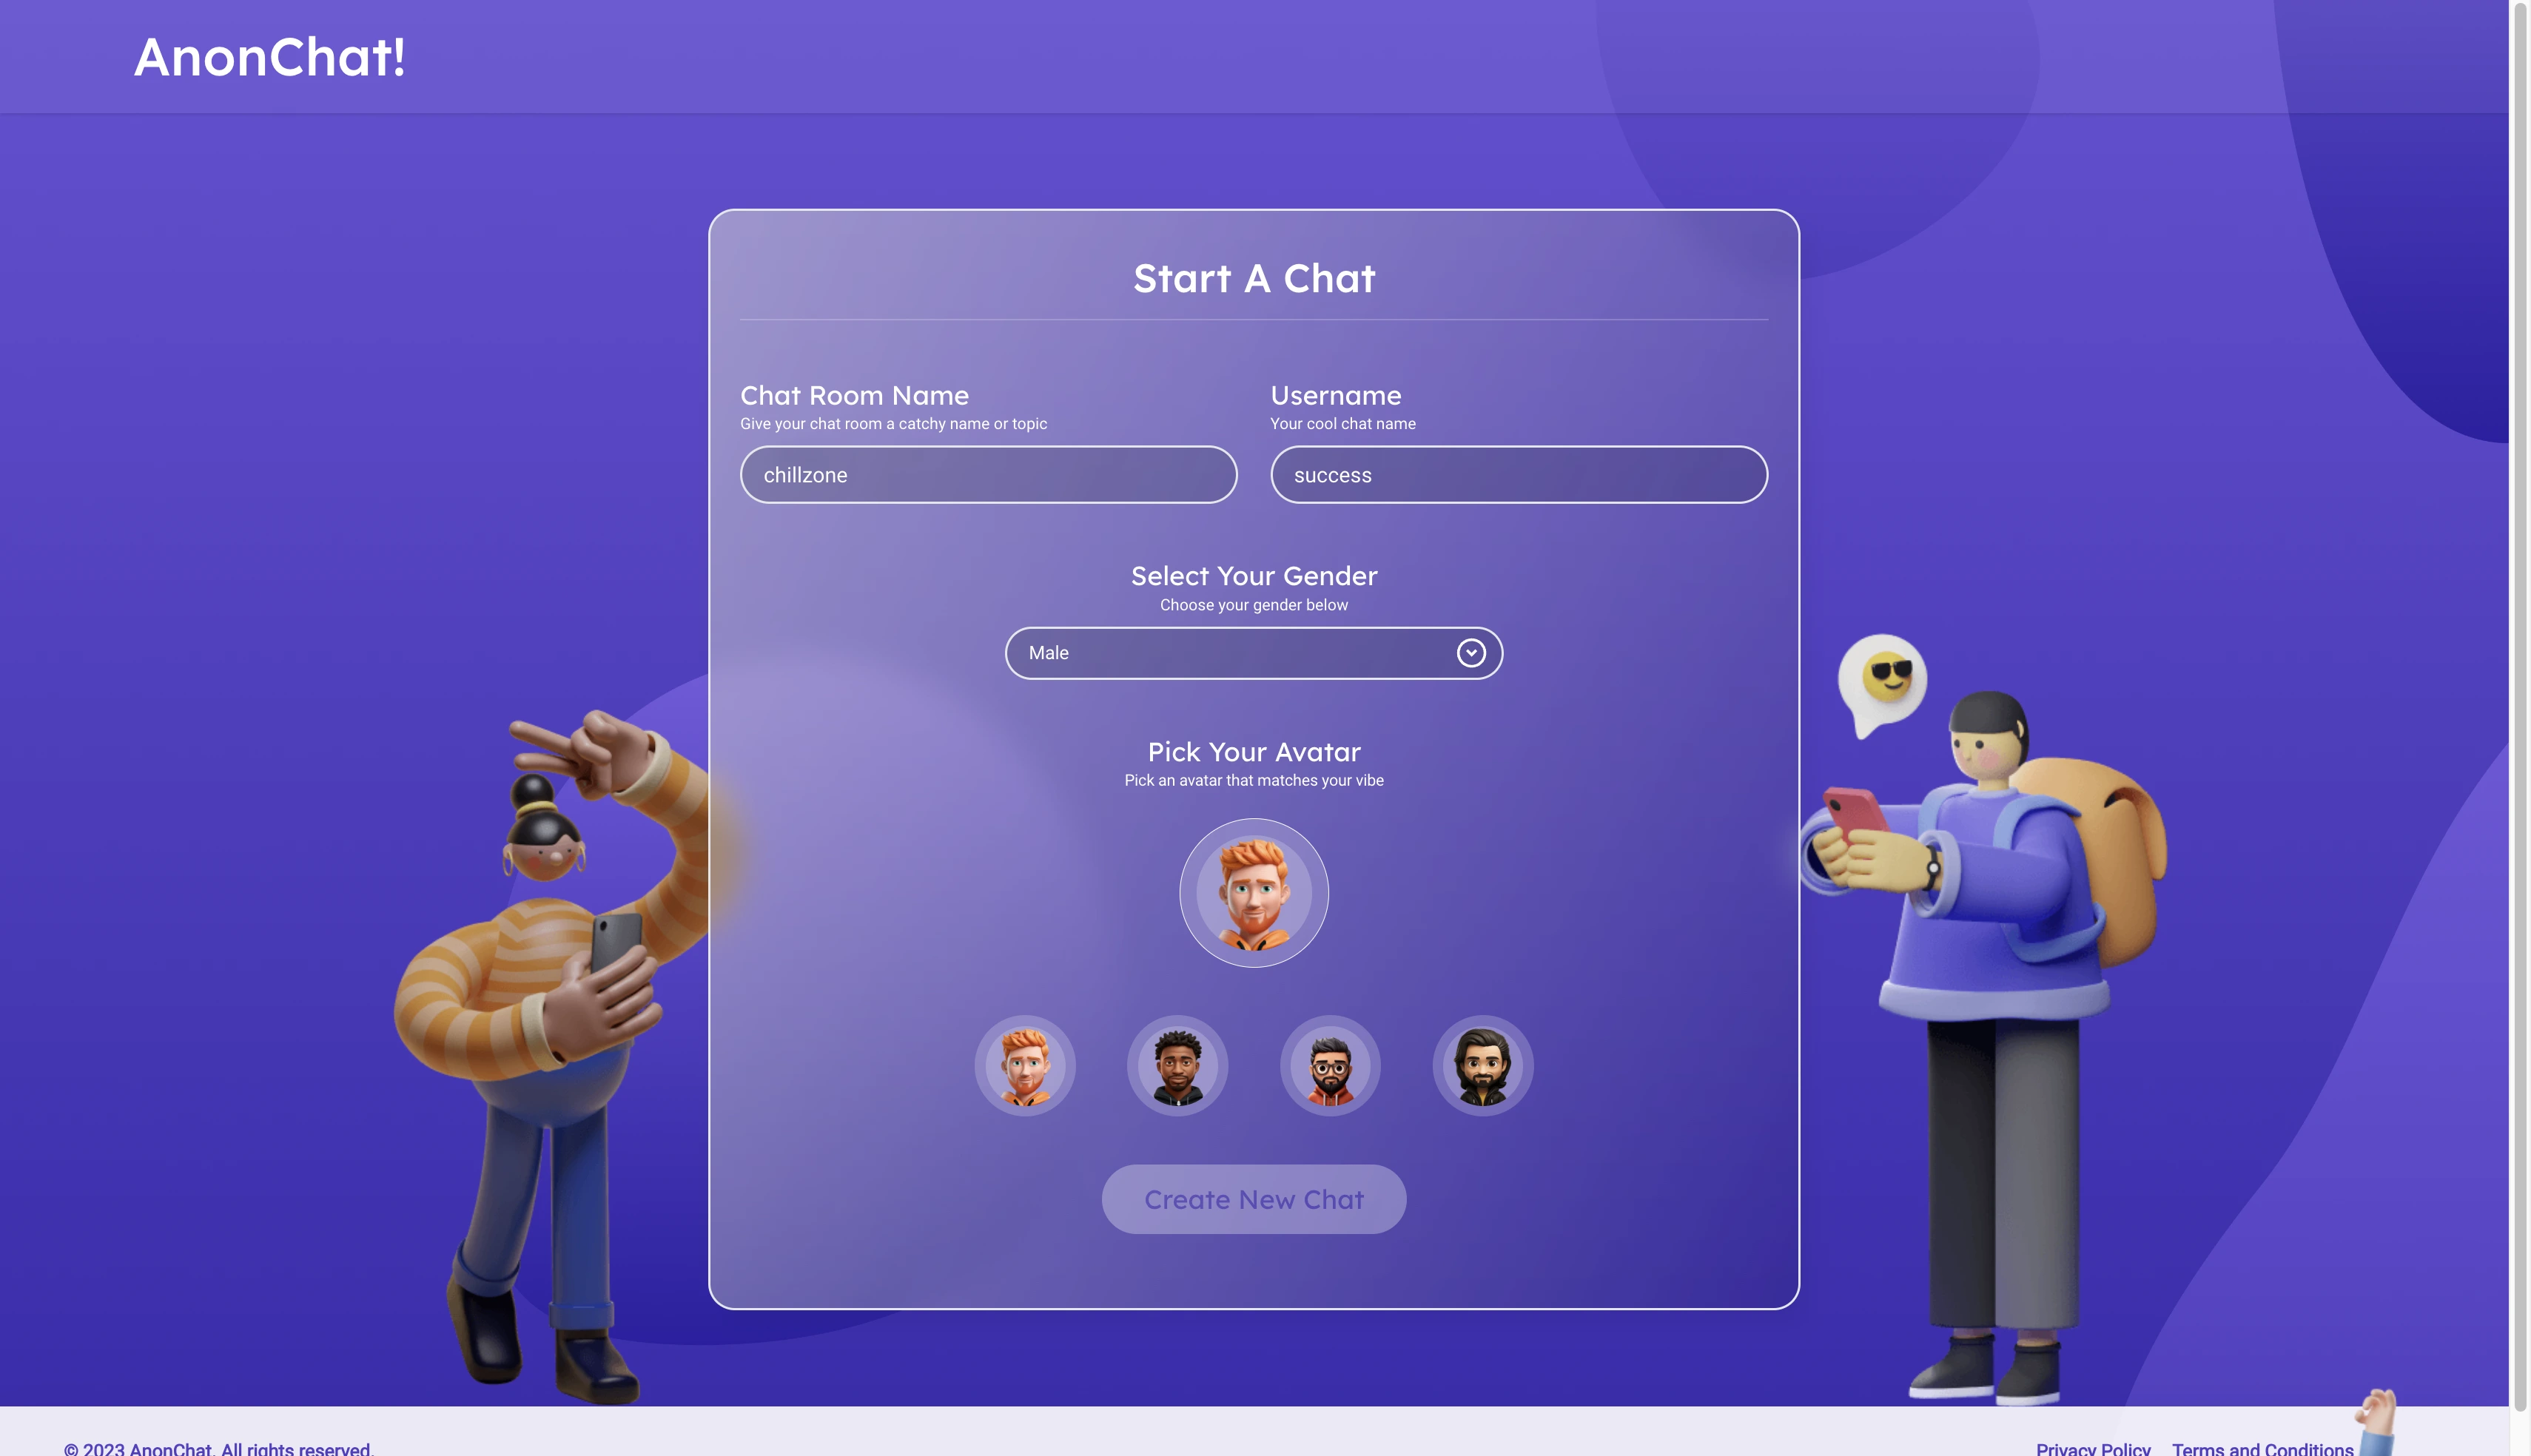 AnonChat!
Start A Chat
Chat Room Name
Give your chat room a catchy name or topic
chillzone
Username
Your cool chat name
success
Select Your Gender
Choose your gender below
Male
Pick Your Avatar
Pick an avatar that matches your vibe
Create New Chat
© 2023 AnonChat. All rights reserved.
Privacy Policy Terms and Conditions